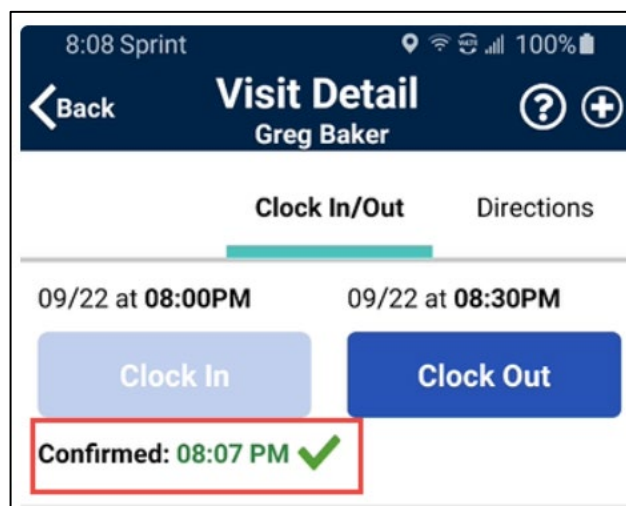 8:08 Sprint 100%
Back Visit Detail ?
Greg Baker
Clock In/Out Directions
09/22 at 08:00PM 09/22 at 08:30PM
Clock In Clock Out
Confirmed: 08:07 PM